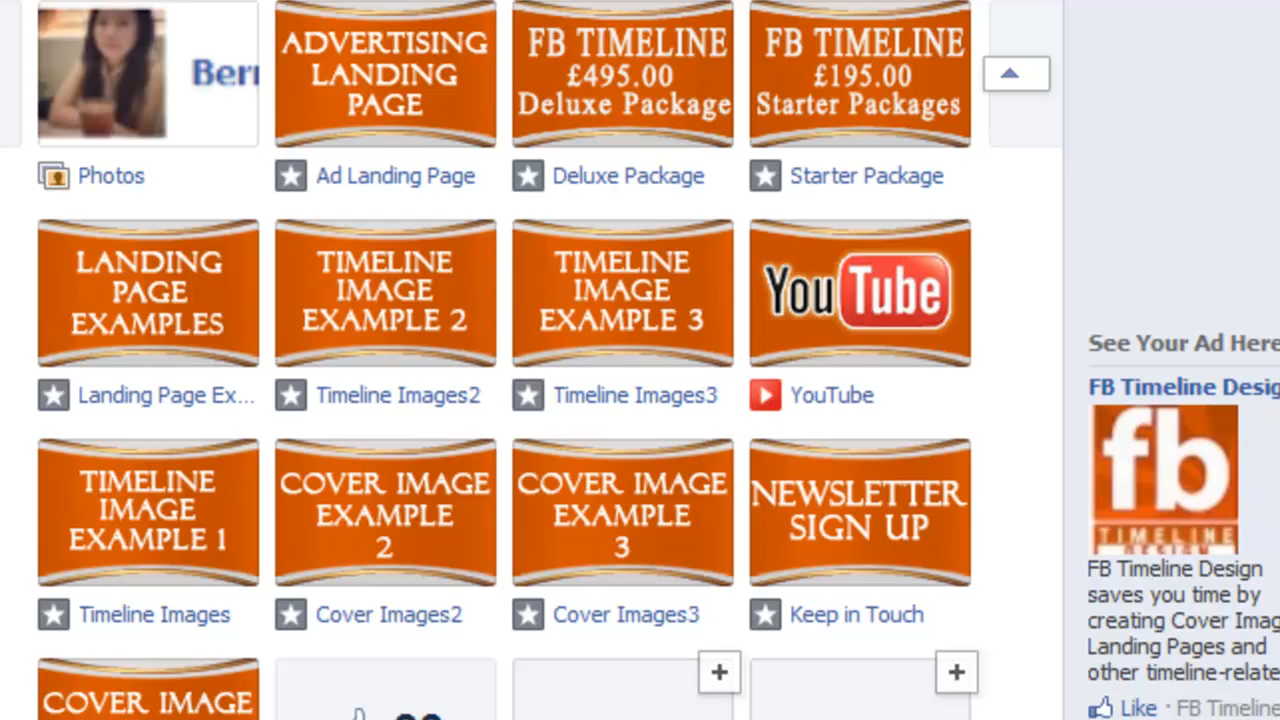 Ber
ADVERTISING
LANDING
PAGE
FB TIMELINE
£495.00
Deluxe Package
FB TIMELINE
£195.00
Starter Packages
Photos
Ad Landing Page
Deluxe Package
Starter Package
LANDING
PAGE
EXAMPLES
TIMELINE
IMAGE
EXAMPLE 2
TIMELINE
IMAGE
EXAMPLE 3
YouTube
Landing Page Ex...
Timeline Images2
Timeline Images3
YouTube
TIMELINE
IMAGE
EXAMPLE 1
COVER IMAGE
EXAMPLE
2
COVER IMAGE
EXAMPLE
3
NEWSLETTER
SIGN UP
Timeline Images
Cover Images2
Cover Images3
Keep in Touch
COVER IMAGE
See Your Ad Here
FB Timeline Desig
fb
TIMELINE
DESIGN
FB Timeline Design
saves you time by
creating Cover Imag
Landing Pages and
other timeline-relate
Like · FB Timeline